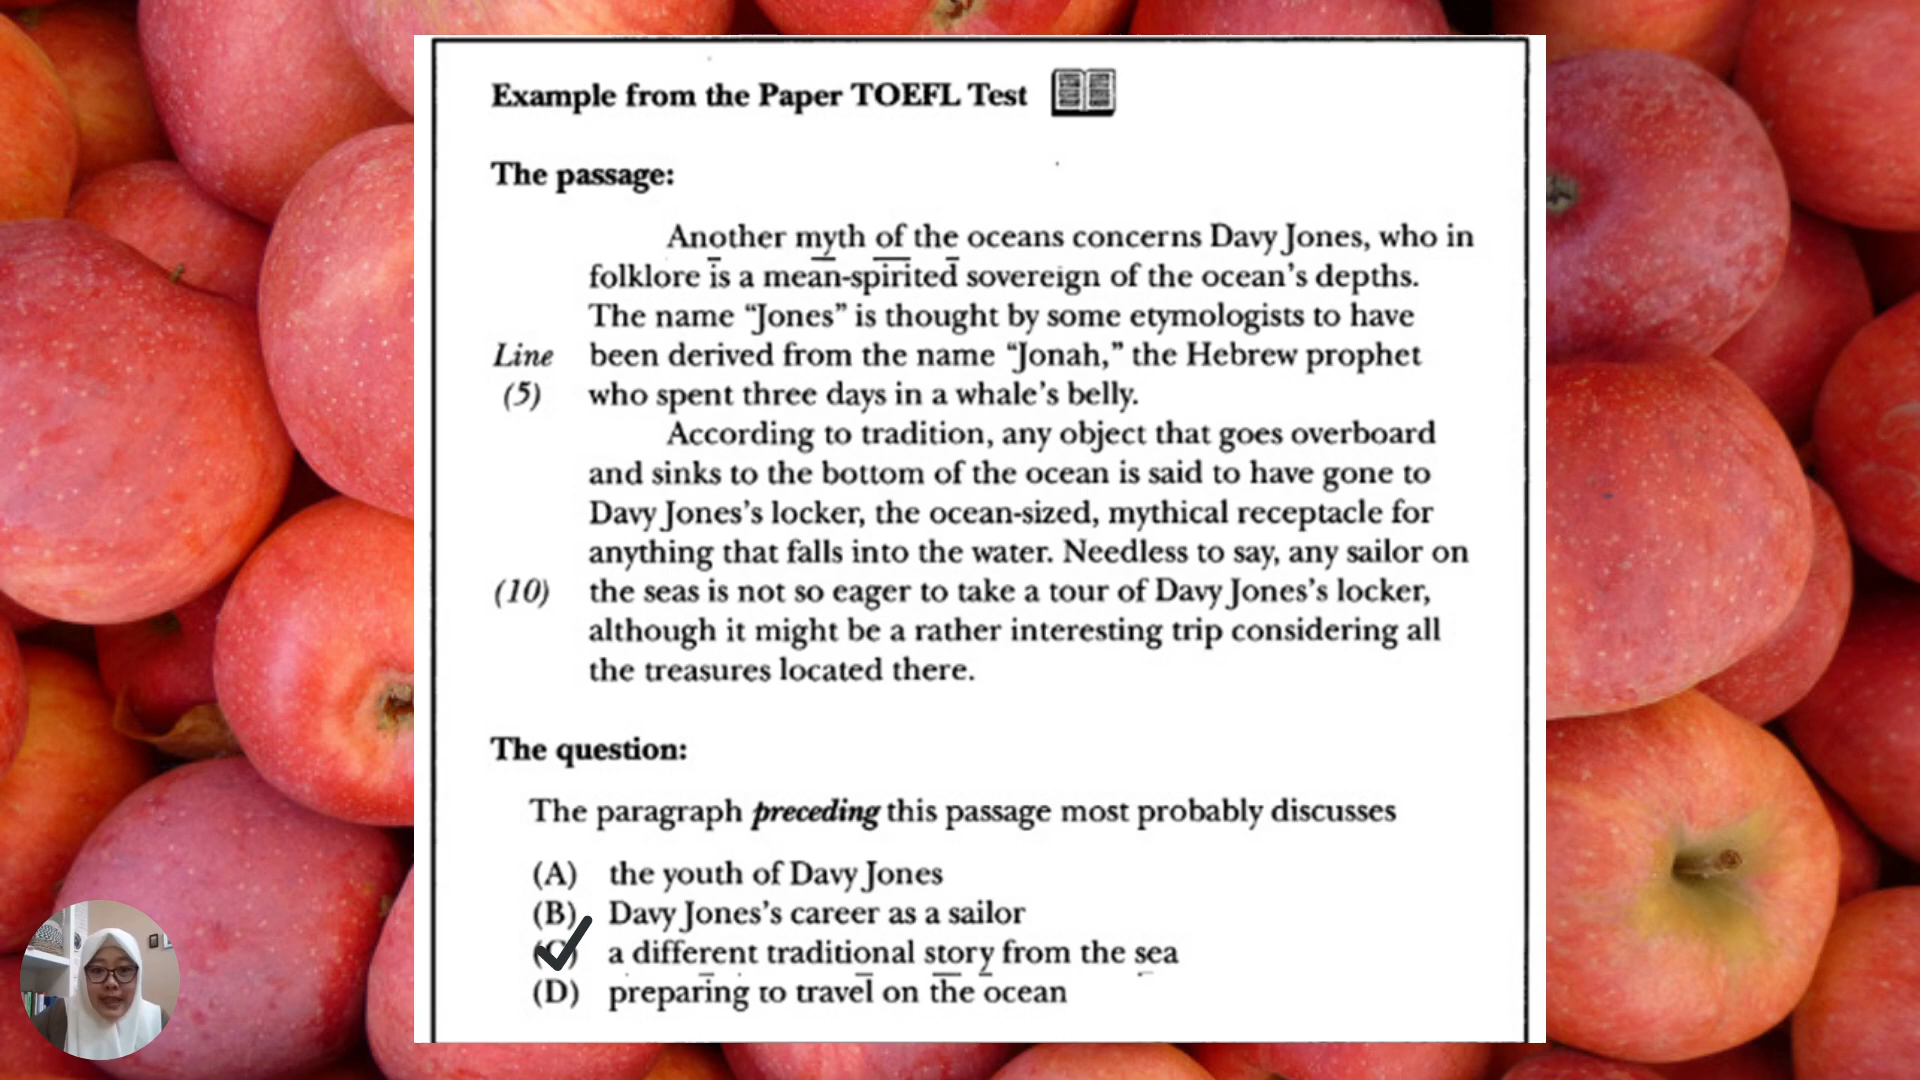 Example from the Paper TOEFL Test
The passage:
Another myth of the oceans concerns Davy Jones, who in
folklore is a mean-spirited sovereign of the ocean's depths.
The name “Jones” is thought by some etymologists to have
Line been derived from the name “Jonah,” the Hebrew prophet
(5) who spent three days in a whale's belly.
According to tradition, any object that goes overboard
and sinks to the bottom of the ocean is said to have gone to
Davy Jones's locker, the ocean-sized, mythical receptacle for
anything that falls into the water. Needless to say, any sailor on
(10) the seas is not so eager to take a tour of Davy Jones's locker,
although it might be a rather interesting trip considering all
the treasures located there.
The question:
The paragraph preceding this passage most probably discusses
(A) the youth of Davy Jones
(B) Davy Jones's career as a sailor
(C) a different traditional story from the sea
(D) preparing to travel on the ocean